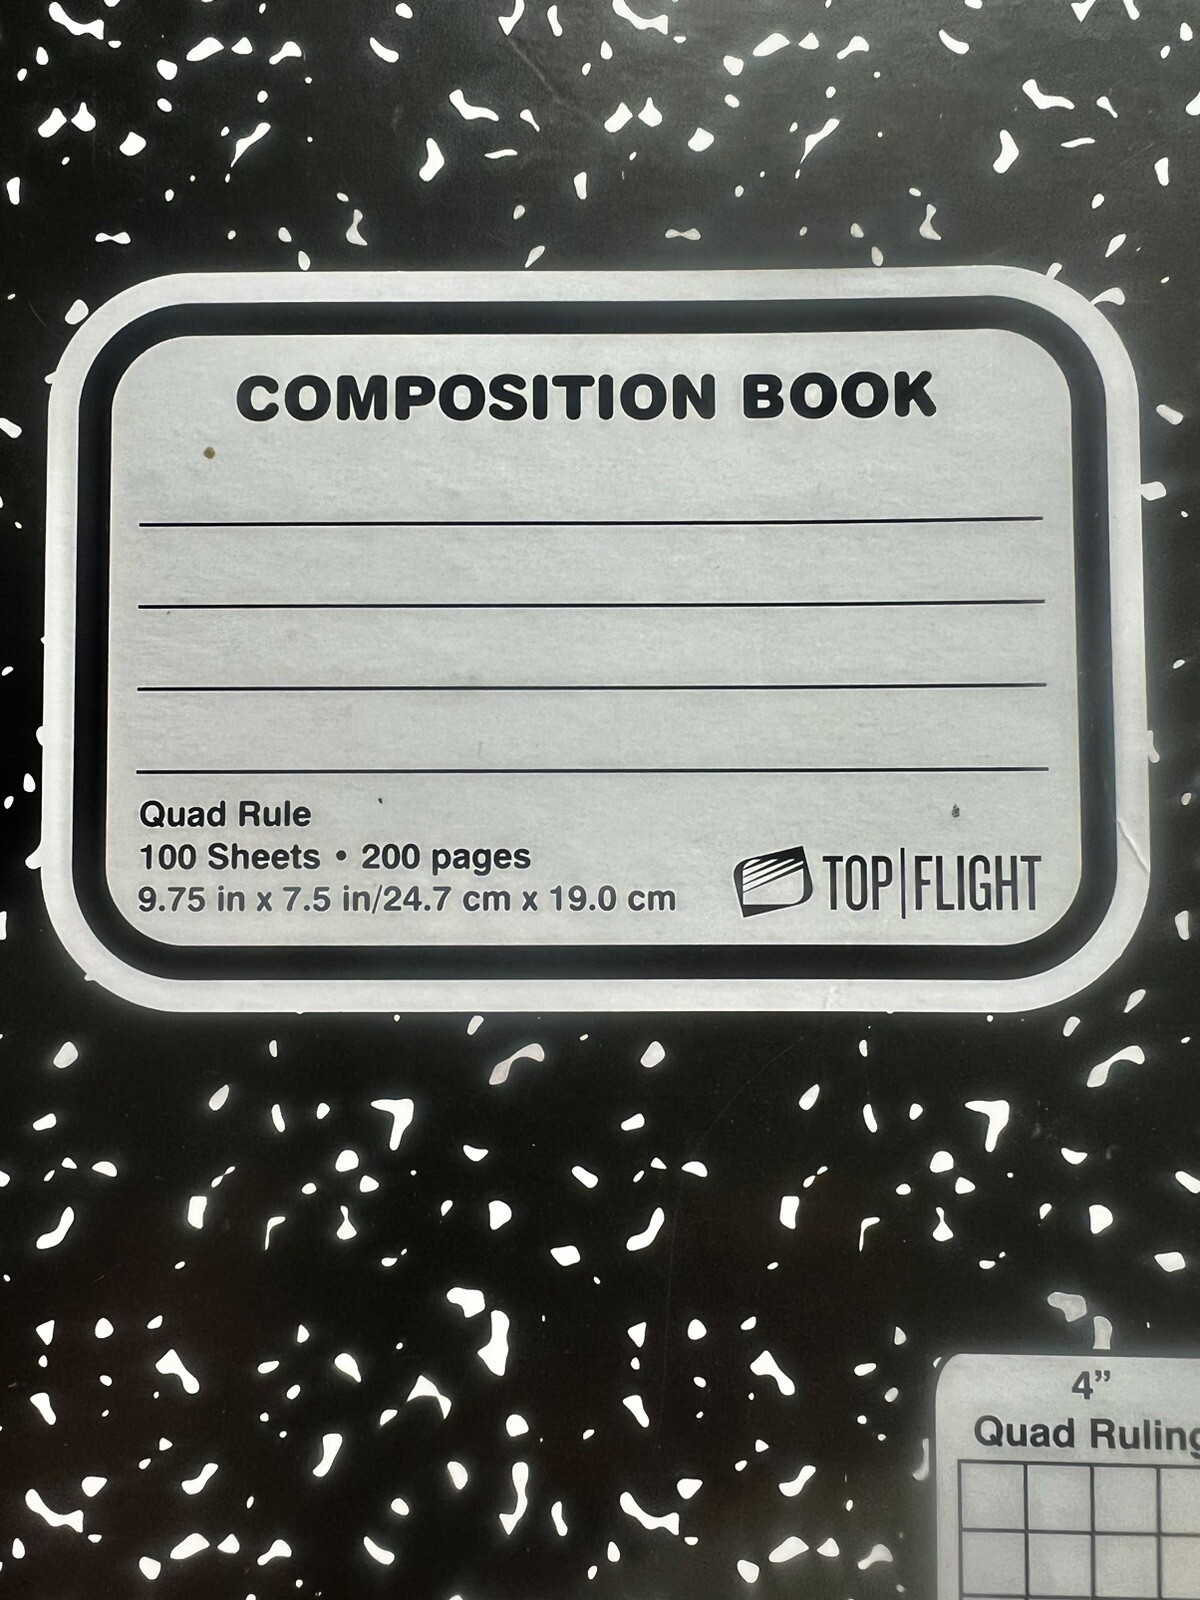 COMPOSITION BOOK
Quad Rule
100 Sheets • 200 pages
9.75 in x 7.5 in/24.7 cm x 19.0 cm
TOP|FLIGHT
4”
Quad Ruling